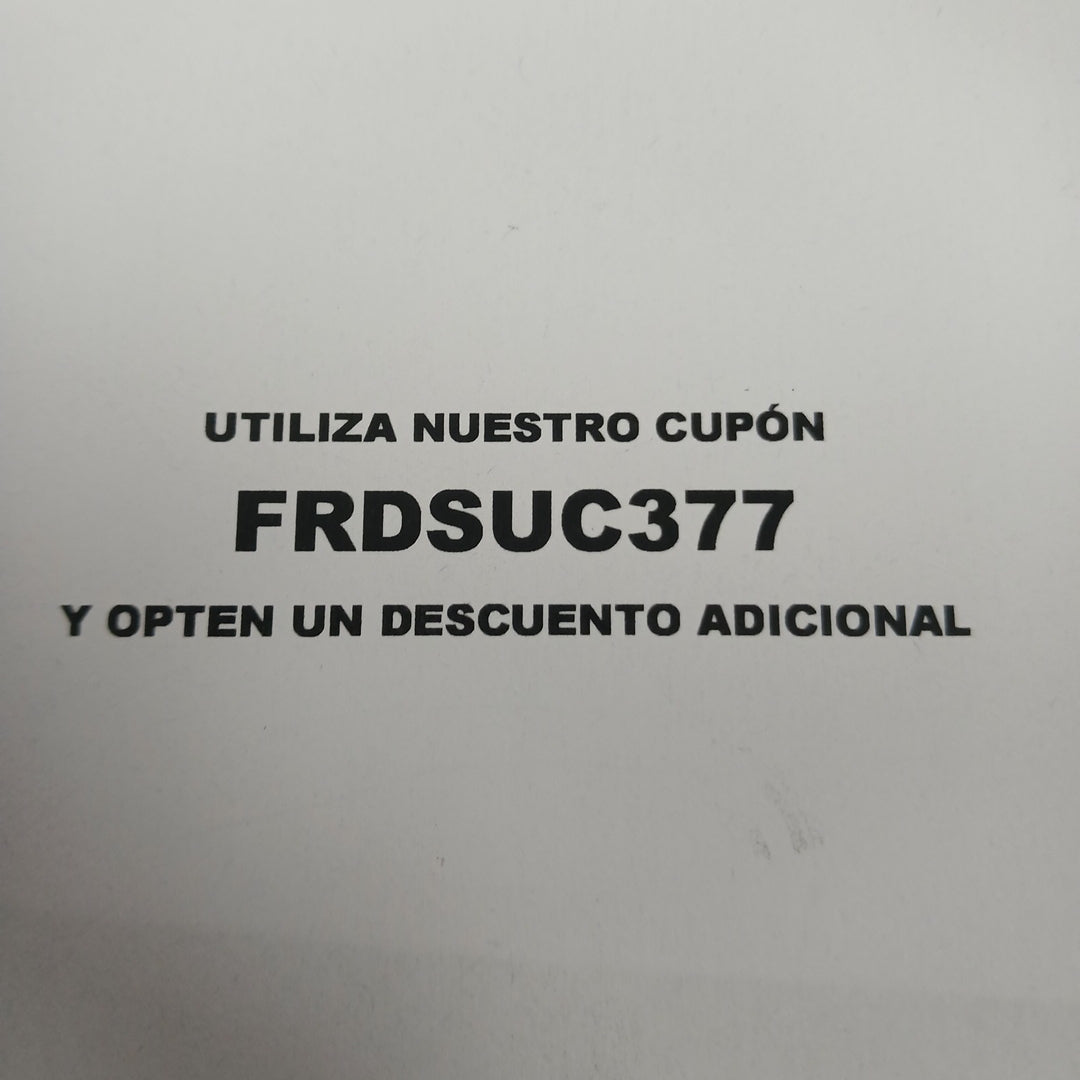 UTILIZA NUESTRO CUPÓN
FRDSUC377
Y OPTEN UN DESCUENTO ADICIONAL